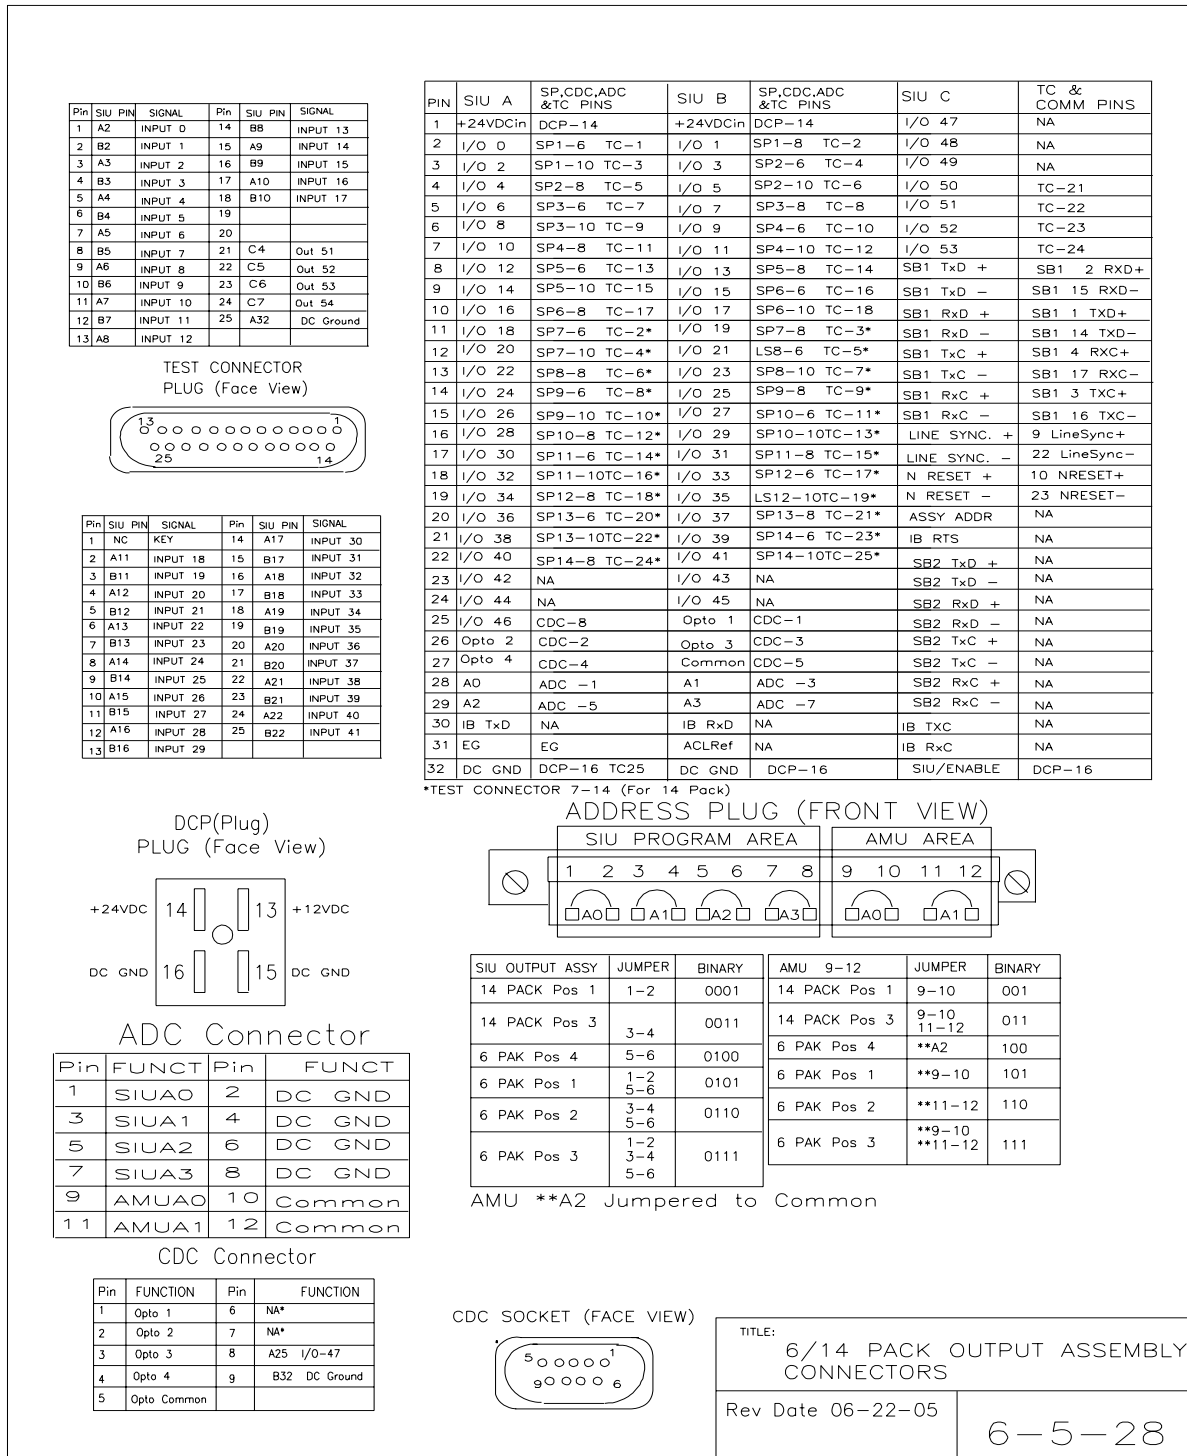 Pin SIU PIN SIGNAL Pin SIU PIN SIGNAL
1 A2 INPUT 0 14 B8 INPUT 13
2 B2 INPUT 1 15 A9 INPUT 14
3 A3 INPUT 2 16 B9 INPUT 15
4 B3 INPUT 3 17 A10 INPUT 16
5 A4 INPUT 4 18 B10 INPUT 17
6 B4 INPUT 5 19
7 A5 INPUT 6 20
8 B5 INPUT 7 21 C4 Out 51
9 A6 INPUT 8 22 C5 Out 52
10 B6 INPUT 9 23 C6 Out 53
11 A7 INPUT 10 24 C7 Out 54
12 B7 INPUT 11 25 A32 DC Ground
13 A8 INPUT 12
TEST CONNECTOR
PLUG (Face View)
13 1
25 14
Pin SIU PIN SIGNAL Pin SIU PIN SIGNAL
1 NC KEY 14 A17 INPUT 30
2 A11 INPUT 18 15 B17 INPUT 31
3 B11 INPUT 19 16 A18 INPUT 32
4 A12 INPUT 20 17 B18 INPUT 33
5 B12 INPUT 21 18 A19 INPUT 34
6 A13 INPUT 22 19 B19 INPUT 35
7 B13 INPUT 23 20 A20 INPUT 36
8 A14 INPUT 24 21 B20 INPUT 37
9 B14 INPUT 25 22 A21 INPUT 38
10 A15 INPUT 26 23 B21 INPUT 39
11 B15 INPUT 27 24 A22 INPUT 40
12 A16 INPUT 28 25 B22 INPUT 41
13 B16 INPUT 29
PIN SIU A SP,CDC,ADC &TC PINS SIU B SP,CDC,ADC &TC PINS SIU C TC & COMM PINS
1 +24VDCin DCP-14 +24VDCin DCP-14 I/O 47 NA
2 I/O 0 SP1-6 TC-1 I/O 1 SP1-8 TC-2 I/O 48 NA
3 I/O 2 SP1-10 TC-3 I/O 3 SP2-6 TC-4 I/O 49 NA
4 I/O 4 SP2-8 TC-5 I/O 5 SP2-10 TC-6 I/O 50 TC-21
5 I/O 6 SP3-6 TC-7 I/O 7 SP3-8 TC-8 I/O 51 TC-22
6 I/O 8 SP3-10 TC-9 I/O 9 SP4-6 TC-10 I/O 52 TC-23
7 I/O 10 SP4-8 TC-11 I/O 11 SP4-10 TC-12 I/O 53 TC-24
8 I/O 12 SP5-6 TC-13 I/O 13 SP5-8 TC-14 SB1 TxD + SB1 2 RXD+
9 I/O 14 SP5-10 TC-15 I/O 15 SP6-6 TC-16 SB1 TxD - SB1 15 RXD-
10 I/O 16 SP6-8 TC-17 I/O 17 SP6-10 TC-18 SB1 RxD + SB1 1 TXD+
11 I/O 18 SP7-6 TC-2* I/O 19 SP7-8 TC-3* SB1 RxD - SB1 14 TXD-
12 I/O 20 SP7-10 TC-4* I/O 21 LS8-6 TC-5* SB1 TxC + SB1 4 RXC+
13 I/O 22 SP8-8 TC-6* I/O 23 SP8-10 TC-7* SB1 TxC - SB1 17 RXC-
14 I/O 24 SP9-6 TC-8* I/O 25 SP9-8 TC-9* SB1 RxC + SB1 3 TXC+
15 I/O 26 SP9-10 TC-10* I/O 27 SP10-6 TC-11* SB1 RxC - SB1 16 TXC-
16 I/O 28 SP10-8 TC-12* I/O 29 SP10-10TC-13* LINE SYNC. + 9 LineSync+
17 I/O 30 SP11-6 TC-14* I/O 31 SP11-8 TC-15* LINE SYNC. - 22 LineSync-
18 I/O 32 SP11-10TC-16* I/O 33 SP12-6 TC-17* N RESET + 10 NRESET+
19 I/O 34 SP12-8 TC-18* I/O 35 LS12-10TC-19* N RESET - 23 NRESET-
20 I/O 36 SP13-6 TC-20* I/O 37 SP13-8 TC-21* ASSY ADDR NA
21 I/O 38 SP13-10TC-22* I/O 39 SP14-6 TC-23* IB RTS NA
22 I/O 40 SP14-8 TC-24* I/O 41 SP14-10TC-25* SB2 TxD + NA
23 I/O 42 NA I/O 43 NA SB2 TxD - NA
24 I/O 44 NA I/O 45 NA SB2 RxD + NA
25 I/O 46 CDC-8 Opto 1 CDC-1 SB2 RxD - NA
26 Opto 2 CDC-2 Opto 3 CDC-3 SB2 TxC + NA
27 Opto 4 CDC-4 Common CDC-5 SB2 TxC - NA
28 A0 ADC -1 A1 ADC -3 SB2 RxC + NA
29 A2 ADC -5 A3 ADC -7 SB2 RxC - NA
30 IB TxD NA IB RxD NA IB TXC NA
31 EG EG ACLRef NA IB RxC NA
32 DC GND DCP-16 TC25 DC GND DCP-16 SIU/ENABLE DCP-16
*TEST CONNECTOR 7-14 (For 14 Pack)
DCP(Plug)
PLUG (Face View)
+24VDC 14 13 +12VDC
DC GND 16 15 DC GND
ADDRESS PLUG (FRONT VIEW)
SIU PROGRAM AREA AMU AREA
1 2 3 4 5 6 7 8 9 10 11 12
A0 A1 A2 A3 A0 A1
SIU OUTPUT ASSY JUMPER BINARY
14 PACK Pos 1 1-2 0001
14 PACK Pos 3 3-4 0011
6 PAK Pos 4 5-6 0100
6 PAK Pos 1 1-2 5-6 0101
6 PAK Pos 2 3-4 5-6 0110
6 PAK Pos 3 1-2 3-4 5-6 0111
AMU 9-12 JUMPER BINARY
14 PACK Pos 1 9-10 001
14 PACK Pos 3 9-10 11-12 011
6 PAK Pos 4 **A2 100
6 PAK Pos 1 **9-10 101
6 PAK Pos 2 **11-12 110
6 PAK Pos 3 **9-10 **11-12 111
AMU **A2 Jumpered to Common
ADC Connector
Pin FUNCT Pin FUNCT
1 SIUA0 2 DC GND
3 SIUA1 4 DC GND
5 SIUA2 6 DC GND
7 SIUA3 8 DC GND
9 AMUA0 10 Common
11 AMUA1 12 Common
CDC Connector
Pin FUNCTION Pin FUNCTION
1 Opto 1 6 NA*
2 Opto 2 7 NA*
3 Opto 3 8 A25 I/0-47
4 Opto 4 9 B32 DC Ground
5 Opto Common
CDC SOCKET (FACE VIEW)
5 1
9 6
TITLE:
6/14 PACK OUTPUT ASSEMBLY
CONNECTORS
Rev Date 06-22-05
6-5-28